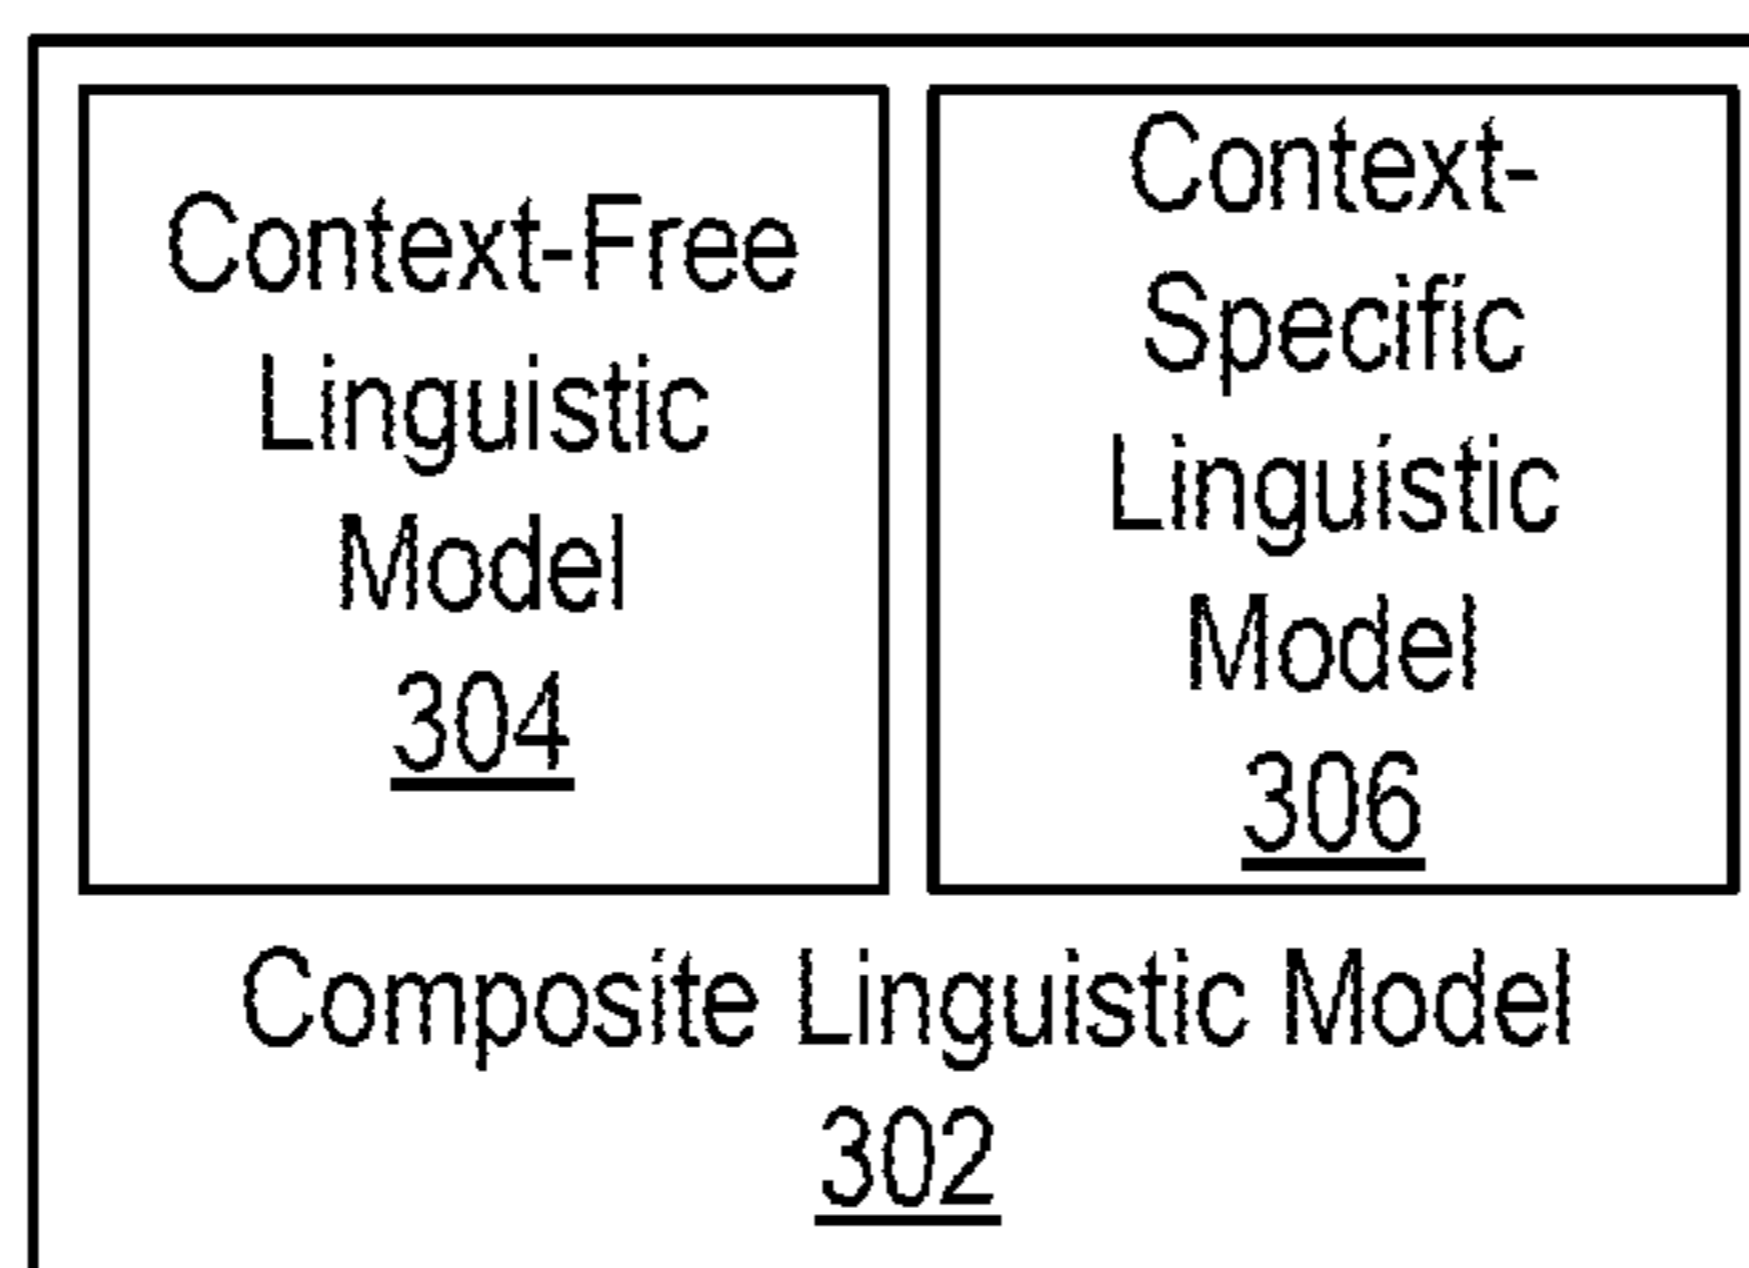 Context-Free
Linguistic
Model
304
Context-
Specific
Linguistic
Model
306
Composite Linguistic Model
302